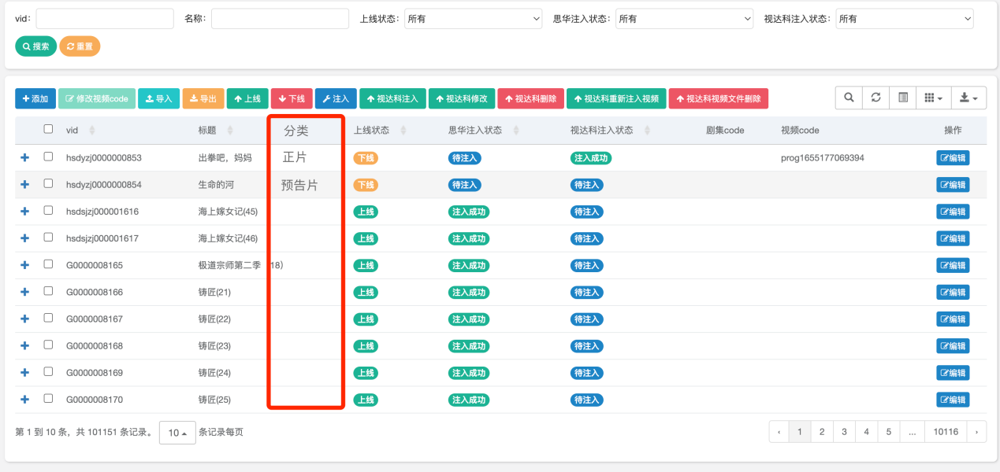 vid: 名称: 上线状态: 所有 思华注入状态: 所有 视达科注入状态: 所有
搜索 重置
添加 修改视频code 导入 导出 上线 下线 注入 视达科注入 视达科修改 视达科删除 视达科重新注入视频 视达科视频文件删除
vid 标题 分类 上线状态 思华注入状态 视达科注入状态 剧集code 视频code 操作
hsdyzj0000000853 出拳吧，妈妈 正片 下线 待注入 注入成功 prog1655177069394 编辑
hsdyzj0000000854 生命的河 预告片 下线 待注入 待注入 编辑
hsdsjzj000001616 海上嫁女记(45) 上线 注入成功 待注入 编辑
hsdsjzj000001617 海上嫁女记(46) 上线 注入成功 待注入 编辑
G0000008165 极道宗师第二季 18) 上线 注入成功 待注入 编辑
G0000008166 铸匠(21) 上线 注入成功 待注入 编辑
G0000008167 铸匠(22) 上线 注入成功 待注入 编辑
G0000008168 铸匠(23) 上线 注入成功 待注入 编辑
G0000008169 铸匠(24) 上线 注入成功 待注入 编辑
G0000008170 铸匠(25) 上线 注入成功 待注入 编辑
第 1 到 10 条，共 101151 条记录。 10 条记录每页 ‹ 1 2 3 4 5 ... 10116 ›